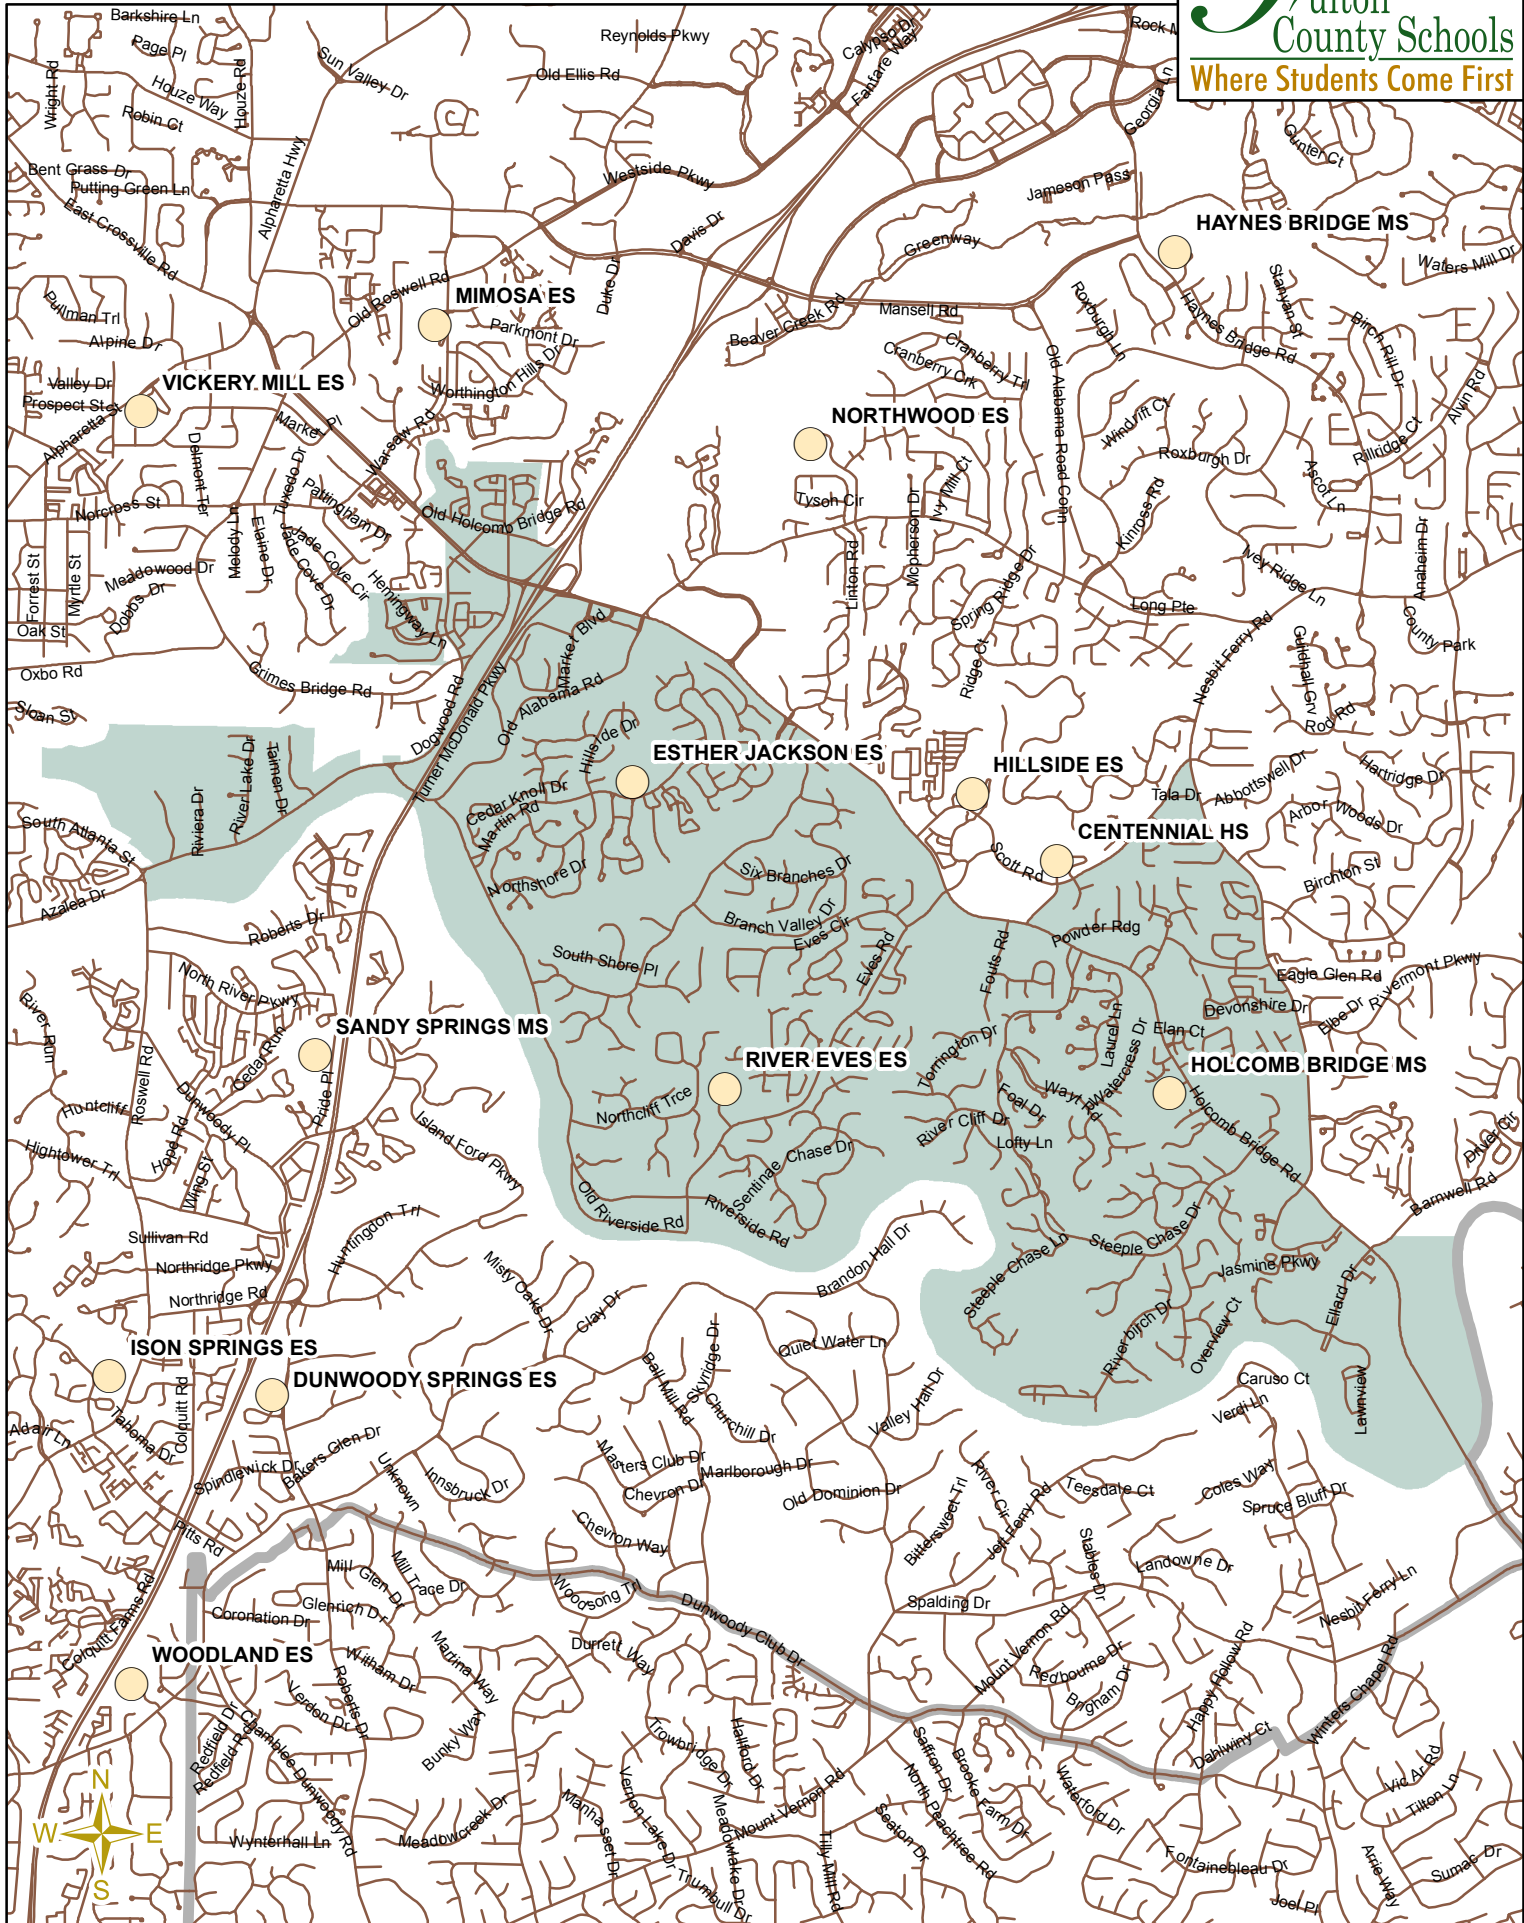 Fulton
County Schools
Where Students Come First
Barkshire Ln
Page Pl
Houze Way
Houze Rd
Wright Rd
Robin Ct
Sun Valley Dr
Reynolds Pkwy
Old Ellis Rd
Calypso Dr
Fanfare Way
Rock M
Georgia Ln
Gunter Ct
Bent Grass Dr
Putting Green Ln
East Crossville Rd
Alpharetta Hwy
Westside Pkwy
Davis Dr
Jameson Pass
Greenway
HAYNES BRIDGE MS
Waters Mill Dr
Pullman Trl
Alpine Dr
Old Roswell Rd
MIMOSA ES
Duke Dr
Parkmont Dr
Worthington Hills Dr
Beaver Creek Rd
Mansell Rd
Roxburgh Ln
Haynes Bridge Rd
Stanyan St
Birch Rill Dr
Alvin Rd
Valley Dr
Prospect St
Alpharetta St
VICKERY MILL ES
Market Pl
Warsaw Rd
Cranberry Crk
Cranberry Trl
Old Alabama Road Conn
NORTHWOOD ES
Windrift Ct
Roxburgh Dr
Rillridge Ct
Ascot Ln
Delmont Ter
Tuxedo Dr
Pattingham Dr
Norcross St
Old Holcomb Bridge Rd
Tyson Cir
Mcpherson Dr
Ivy Mill Ct
Kinross Rd
Anaheim Dr
Melody Ln
Elaine Dr
Jade Cove Dr
Jade Cove Cir
Hemingway Ln
Forrest St
Myrtle St
Meadowood Dr
Dobbs Dr
Oak St
Linton Rd
Spring Ridge Dr
Ivey Ridge Ln
Long Pte
County Park
Oxbo Rd
Grimes Bridge Rd
Market Blvd
Ridge Ct
Nesbit Ferry Rd
Guildhall Grv
Rod Rd
Sloan St
Dogwood Rd
Turner McDonald Pkwy
Old Alabama Rd
Hillside Dr
ESTHER JACKSON ES
HILLSIDE ES
Tala Dr
Abbottswell Dr
Hartridge Dr
Taimen Dr
River Lake Dr
Riviera Dr
Cedar Knoll Dr
Martin Rd
CENTENNIAL HS
Arbor Woods Dr
South Atlanta St
Northshore Dr
Six Branches Dr
Scott Rd
Birchton St
Azalea Dr
Roberts Dr
Branch Valley Dr
Eves Cir
Eves Rd
Powder Rdg
Fouts Rd
South Shore Pl
Eagle Glen Rd
Rivermont Pkwy
North River Pkwy
River Run
Devonshire Dr
Elbe Dr
SANDY SPRINGS MS
Elan Ct
Laurel Ln
Watercress Dr
Torrington Dr
Roswell Rd
Cedar Run
RIVER EVES ES
HOLCOMB BRIDGE MS
Huntcliff
Dunwoody Pl
Pride Pl
Northcliff Trce
Foal Dr
Wayt Rd
River Cliff Dr
Lofty Ln
Holcomb Bridge Rd
Driver Cir
Hightower Trl
Hope Rd
Wing St
Island Ford Pkwy
Sentinae Chase Dr
Barnwell Rd
Old Riverside Rd
Riverside Rd
Sullivan Rd
Huntingdon Trl
Northridge Pkwy
Northridge Rd
Misty Oaks Dr
Clay Dr
Brandon Hall Dr
Steeple Chase Ln
Steeple Chase Dr
Jasmine Pkwy
Ellard Dr
ISON SPRINGS ES
DUNWOODY SPRINGS ES
Quiet Water Ln
River birch Dr
Overview Ct
Caruso Ct
Verdi Ln
Lawnview
Ball Mill Rd
Skyridge Dr
Churchill Dr
Valley Hall Dr
Adair Ln
Tahoma Dr
Colquitt Rd
Spindlewick Dr
Bakers Glen Dr
Unknown
Innsbruck Dr
Masters Club Dr
Marlborough Dr
Chevron Dr
Old Dominion Dr
Bittersweet Trl
River Cir
Jett Ferry Rd
Teesdale Ct
Coles Way
Spruce Bluff Dr
Pitts Rd
Chevron Way
Mill Glen Dr
Mill Trace Dr
Stables Dr
Landowne Dr
Woodsong Trl
Spalding Dr
Nesbit Ferry Ln
Coronation Dr
Glenrich Dr
Dunwoody Club Dr
Colquitt Farms Rd
WOODLAND ES
Witham Dr
Martina Way
Durrett Way
Mount Vernon Rd
Redbourne Dr
Brigham Dr
Happy Hollow Rd
Winters Chapel Rd
Dahlwiny Ct
Verdon Dr
Roberts Dr
Redfield Dr
Redfield Rd
Chamblee Dunwoody Rd
Bunky Way
Trowbridge Dr
Halford Dr
Saffron Dr
Brooke Farm Dr
North Peachtree Rd
Waterford Dr
Vic Ar Rd
Tilton Ln
N
W
E
S
Wynterhall Ln
Meadowcreek Dr
Manhasset Dr
Vernon Lake Dr
Meadowlake Dr
Mount Vernon Rd
Seaton Dr
Tilly Mill Rd
Trumbull Dr
Fontainebleau Dr
Joel Pl
Arrie Way
Sumac Dr